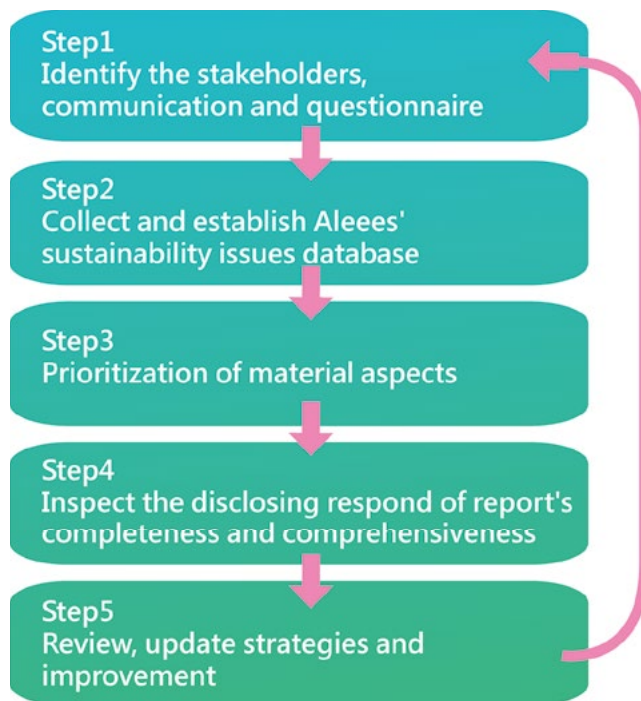 Step1
Identify the stakeholders,
communication and questionnaire
Step2
Collect and establish Aleees'
sustainability issues database
Step3
Prioritization of material aspects
Step4
Inspect the disclosing respond of report's
completeness and comprehensiveness
Step5
Review, update strategies and
improvement